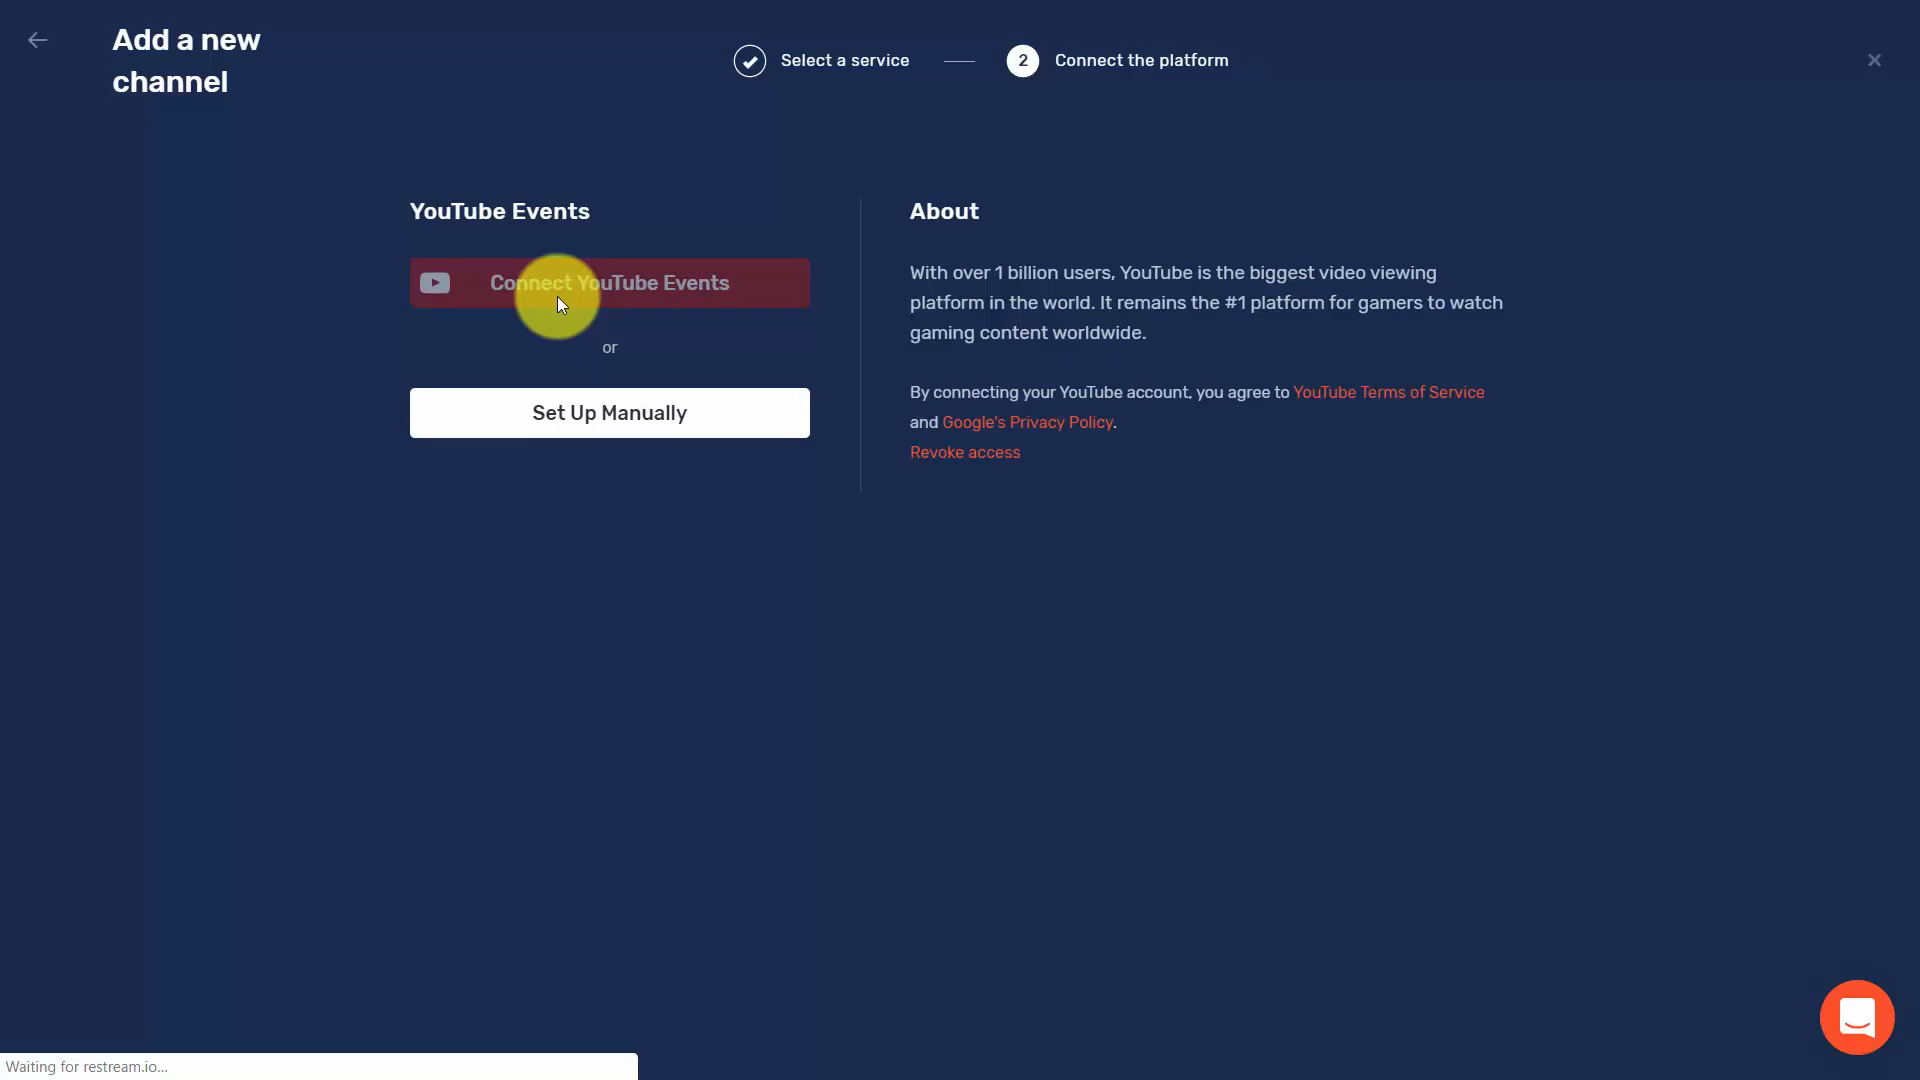 Add a new
channel
Select a service
2
Connect the platform
YouTube Events
Connect YouTube Events
or
Set Up Manually
About
With over 1 billion users, YouTube is the biggest video viewing
platform in the world. It remains the #1 platform for gamers to watch
gaming content worldwide.
By connecting your YouTube account, you agree to YouTube Terms of Service
and Google's Privacy Policy.
Revoke access
Waiting for restream.io...